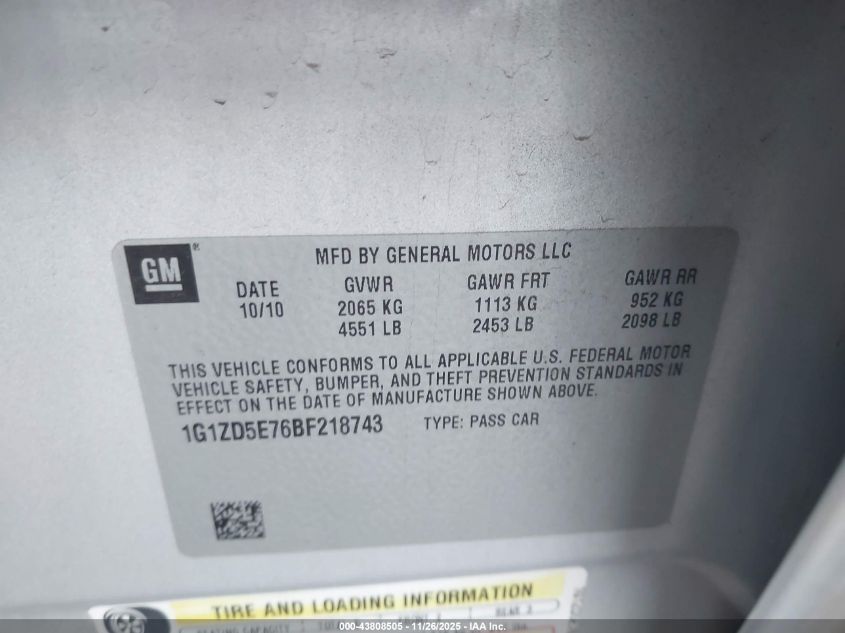 GM®
MFD BY GENERAL MOTORS LLC
DATE GVWR GAWR FRT GAWR RR
10/10 2065 KG 1113 KG 952 KG
4551 LB 2453 LB 2098 LB
THIS VEHICLE CONFORMS TO ALL APPLICABLE U.S. FEDERAL MOTOR
VEHICLE SAFETY, BUMPER, AND THEFT PREVENTION STANDARDS IN
EFFECT ON THE DATE OF MANUFACTURE SHOWN ABOVE.
1G1ZD5E76BF218743 TYPE: PASS CAR
TIRE AND LOADING INFORMATION
SEATING CAPACITY
000-43808505 - 11/26/2025 - IAA Inc.